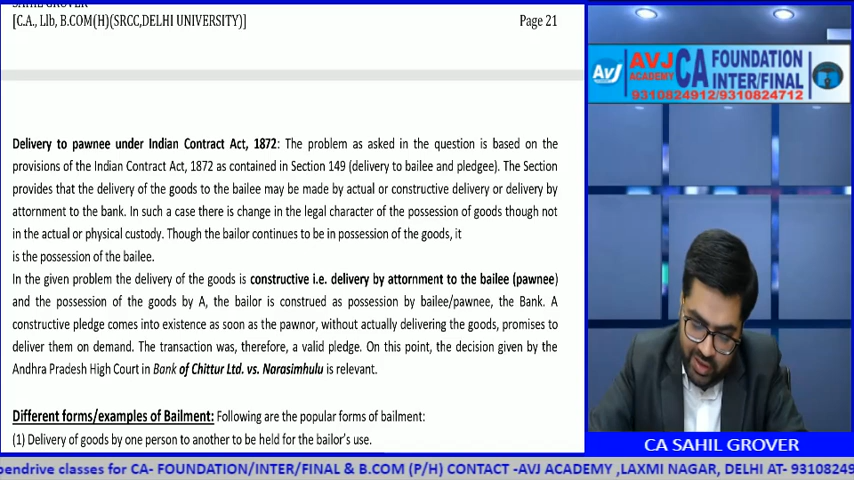 [C.A., Llb, B.COM(H)(SRCC,DELHI UNIVERSITY)]
Page 21
Delivery to pawnee under Indian Contract Act, 1872: The problem as asked in the question is based on the
provisions of the Indian Contract Act, 1872 as contained in Section 149 (delivery to bailee and pledgee). The Section
provides that the delivery of the goods to the bailee may be made by actual or constructive delivery or delivery by
attornment to the bank. In such a case there is change in the legal character of the possession of goods though not
in the actual or physical custody. Though the bailor continues to be in possession of the goods, it
is the possession of the bailee.
In the given problem the delivery of the goods is constructive i.e. delivery by attornment to the bailee (pawnee)
and the possession of the goods by A, the bailor is construed as possession by bailee/pawnee, the Bank. A
constructive pledge comes into existence as soon as the pawnor, without actually delivering the goods, promises to
deliver them on demand. The transaction was, therefore, a valid pledge. On this point, the decision given by the
Andhra Pradesh High Court in Bank of Chittur Ltd. vs. Narasimhulu is relevant.
Different forms/examples of Bailment: Following are the popular forms of bailment:
(1) Delivery of goods by one person to another to be held for the bailor's use.
AVJ
AVJ
ACADEMY
CA
FOUNDATION
INTER/FINAL
9310824912/9310824712
CA SAHIL GROVER
pendrive classes for CA- FOUNDATION/INTER/FINAL & B.COM (P/H) CONTACT -AVJ ACADEMY ,LAXMI NAGAR, DELHI AT- 93108249